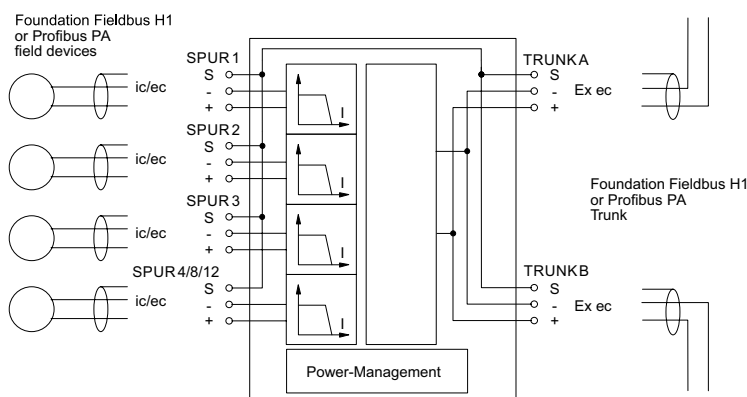 Foundation Fieldbus H1
or Profibus PA
field devices
SPUR 1
S
-
+
ic/ec
SPUR 2
S
-
+
ic/ec
SPUR 3
S
-
+
ic/ec
SPUR 4/8/12
S
-
+
ic/ec
I
I
I
I
Power-Management
TRUNK A
S
-
+
Ex ec
Foundation Fieldbus H1
or Profibus PA
Trunk
TRUNK B
S
-
+
Ex ec